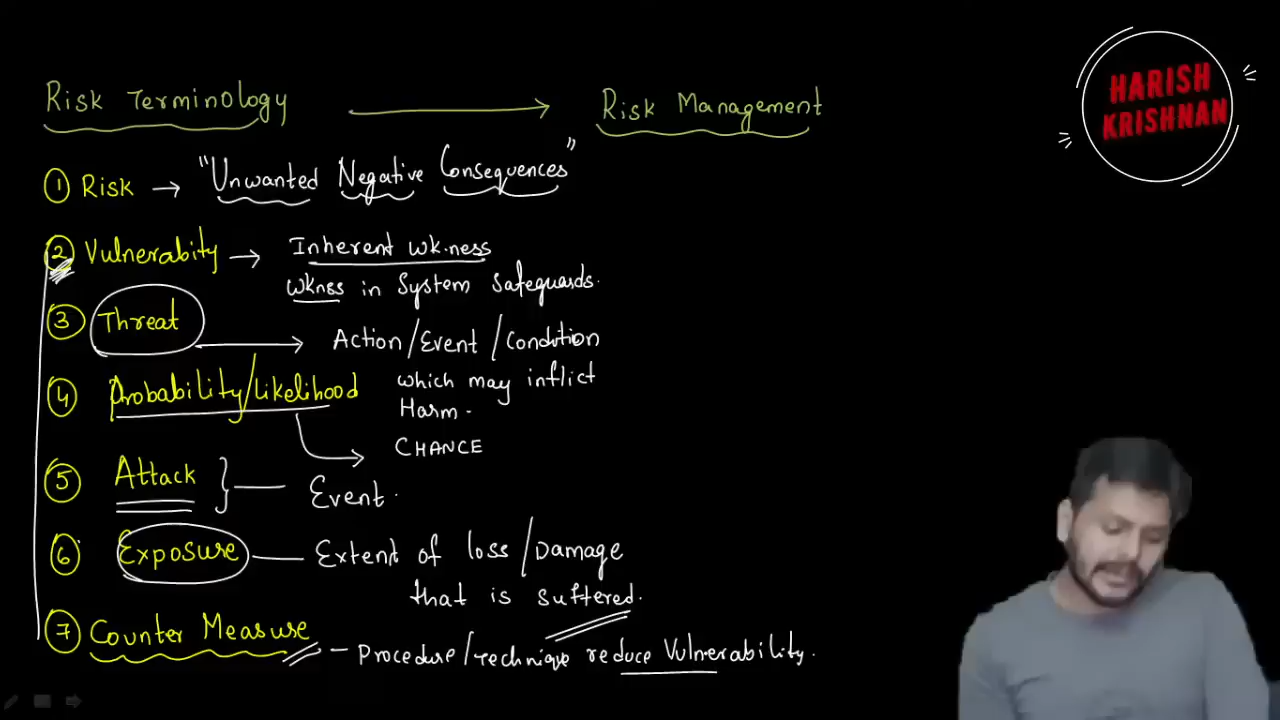 Risk Terminology → Risk Management
HARISH
KRISHNAN
① Risk → "Unwanted Negative Consequences"
② Vulnerabity → Inherent wk.ness
wknss in System Safeguards.
③ Threat → Action/Event/Condition
which may inflict
Harm.
④ Probability/Likelihood → CHANCE
⑤ Attack } — Event.
⑥ Exposure — Extent of loss/Damage
that is suffered.
⑦ Counter Measure — Procedure/Technique reduce Vulnerability.